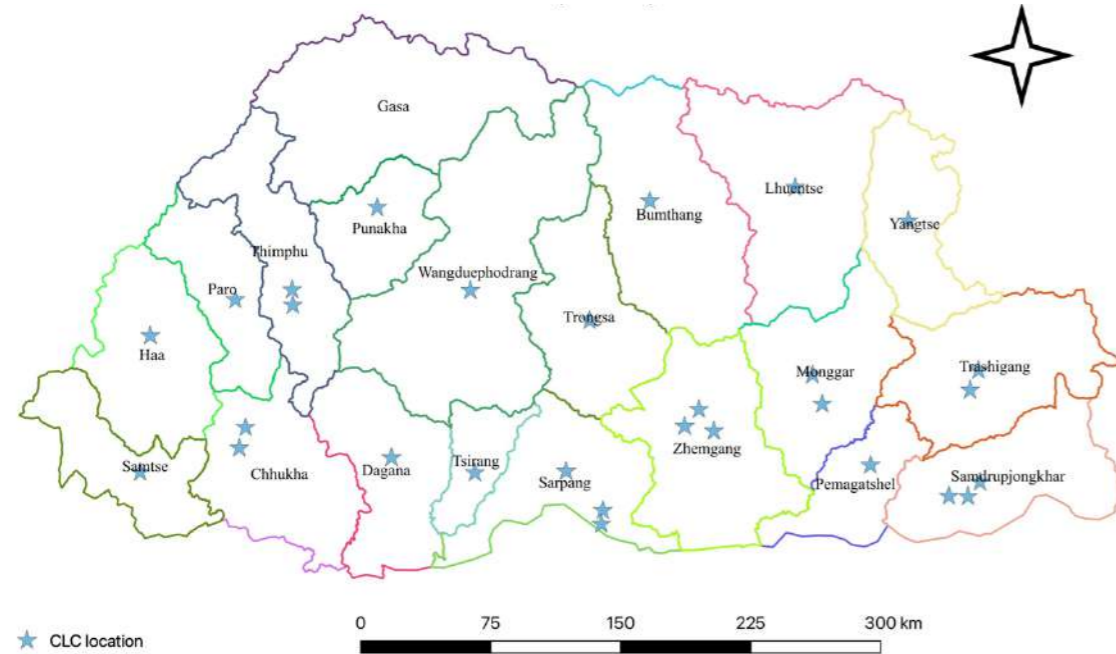 Gasa
Lhuentse
Bumthang
Punakha
Yangtse
Thimphu
Wangduephodrang
Paro
Trongsa
Haa
Trashigang
Monggar
Zhemgang
Samtse
Chhukha
Dagana
Tsirang
Sarpang
Pemagatshel
Samdrupjongkhar
CLC location
0 75 150 225 300 km